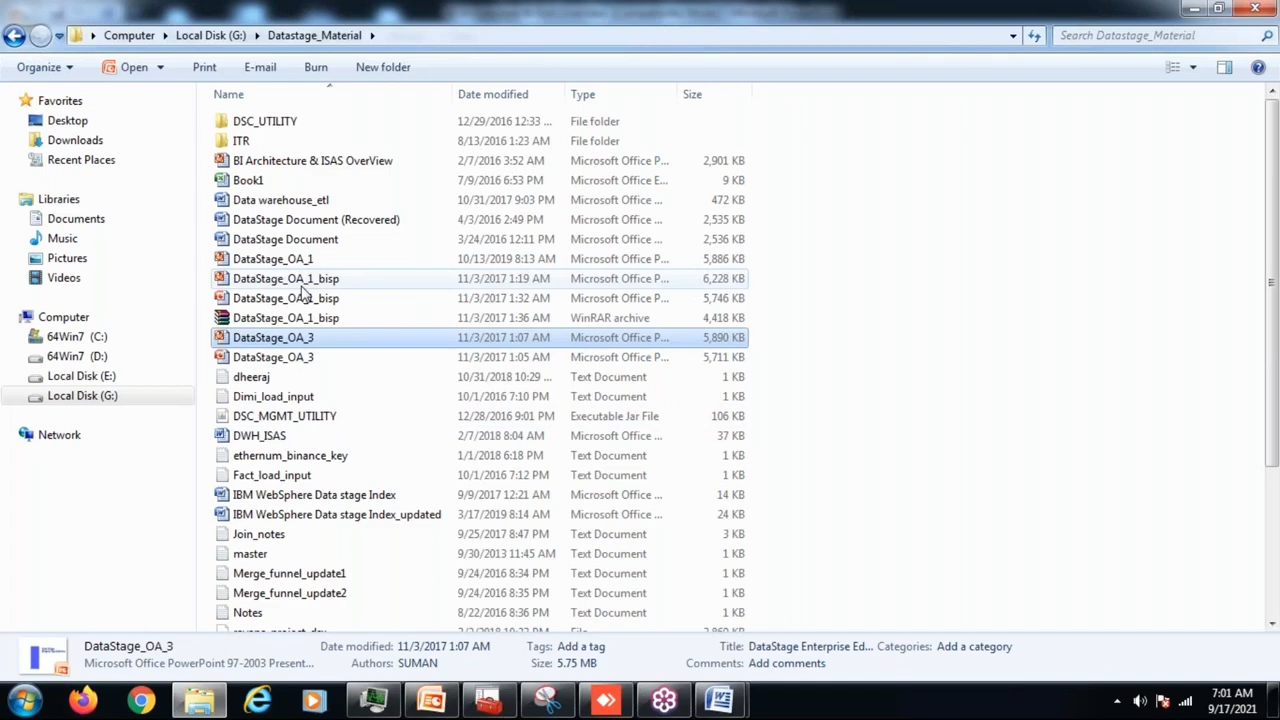 Computer Local Disk (G:) Datastage_Material Search Datastage_Material
Organize Open Print E-mail Burn New folder
Favorites
Desktop
Downloads
Recent Places
Libraries
Documents
Music
Pictures
Videos
Computer
64Win7 (C:)
64Win7 (D:)
Local Disk (E:)
Local Disk (G:)
Network
Name Date modified Type Size
DSC_UTILITY 12/29/2016 12:33 ... File folder
ITR 8/13/2016 1:23 AM File folder
BI Architecture & ISAS OverView 2/7/2016 3:52 AM Microsoft Office P... 2,901 KB
Book1 7/9/2016 6:53 PM Microsoft Office E... 9 KB
Data warehouse_etl 10/31/2017 9:03 PM Microsoft Office ... 472 KB
DataStage Document (Recovered) 4/3/2016 2:49 PM Microsoft Office ... 2,535 KB
DataStage Document 3/24/2016 12:11 PM Microsoft Office ... 2,536 KB
DataStage_OA_1 10/13/2019 8:13 AM Microsoft Office P... 5,886 KB
DataStage_OA_1_bisp 11/3/2017 1:19 AM Microsoft Office P... 6,228 KB
DataStage_OA_1_bisp 11/3/2017 1:32 AM Microsoft Office P... 5,746 KB
DataStage_OA_1_bisp 11/3/2017 1:36 AM WinRAR archive 4,418 KB
DataStage_OA_3 11/3/2017 1:07 AM Microsoft Office P... 5,890 KB
DataStage_OA_3 11/3/2017 1:05 AM Microsoft Office P... 5,711 KB
dheeraj 10/31/2018 10:29 ... Text Document 1 KB
Dimi_load_input 10/1/2016 7:10 PM Text Document 1 KB
DSC_MGMT_UTILITY 12/28/2016 9:01 PM Executable Jar File 106 KB
DWH_ISAS 2/7/2018 8:04 AM Microsoft Office ... 37 KB
ethernum_binance_key 1/1/2018 6:18 PM Text Document 1 KB
Fact_load_input 10/1/2016 7:12 PM Text Document 1 KB
IBM WebSphere Data stage Index 9/9/2017 12:21 AM Microsoft Office ... 14 KB
IBM WebSphere Data stage Index_updated 3/17/2019 8:14 AM Microsoft Office ... 24 KB
Join_notes 9/25/2017 8:47 PM Text Document 3 KB
master 9/30/2013 11:45 AM Text Document 1 KB
Merge_funnel_update1 9/24/2016 8:34 PM Text Document 1 KB
Merge_funnel_update2 9/24/2016 8:35 PM Text Document 1 KB
Notes 8/22/2016 8:36 PM Text Document 1 KB
DataStage_OA_3 Date modified: 11/3/2017 1:07 AM Tags: Add a tag Title: DataStage Enterprise Ed... Categories: Add a category
Microsoft Office PowerPoint 97-2003 Present... Authors: SUMAN Size: 5.75 MB Comments: Add comments
7:01 AM
9/17/2021